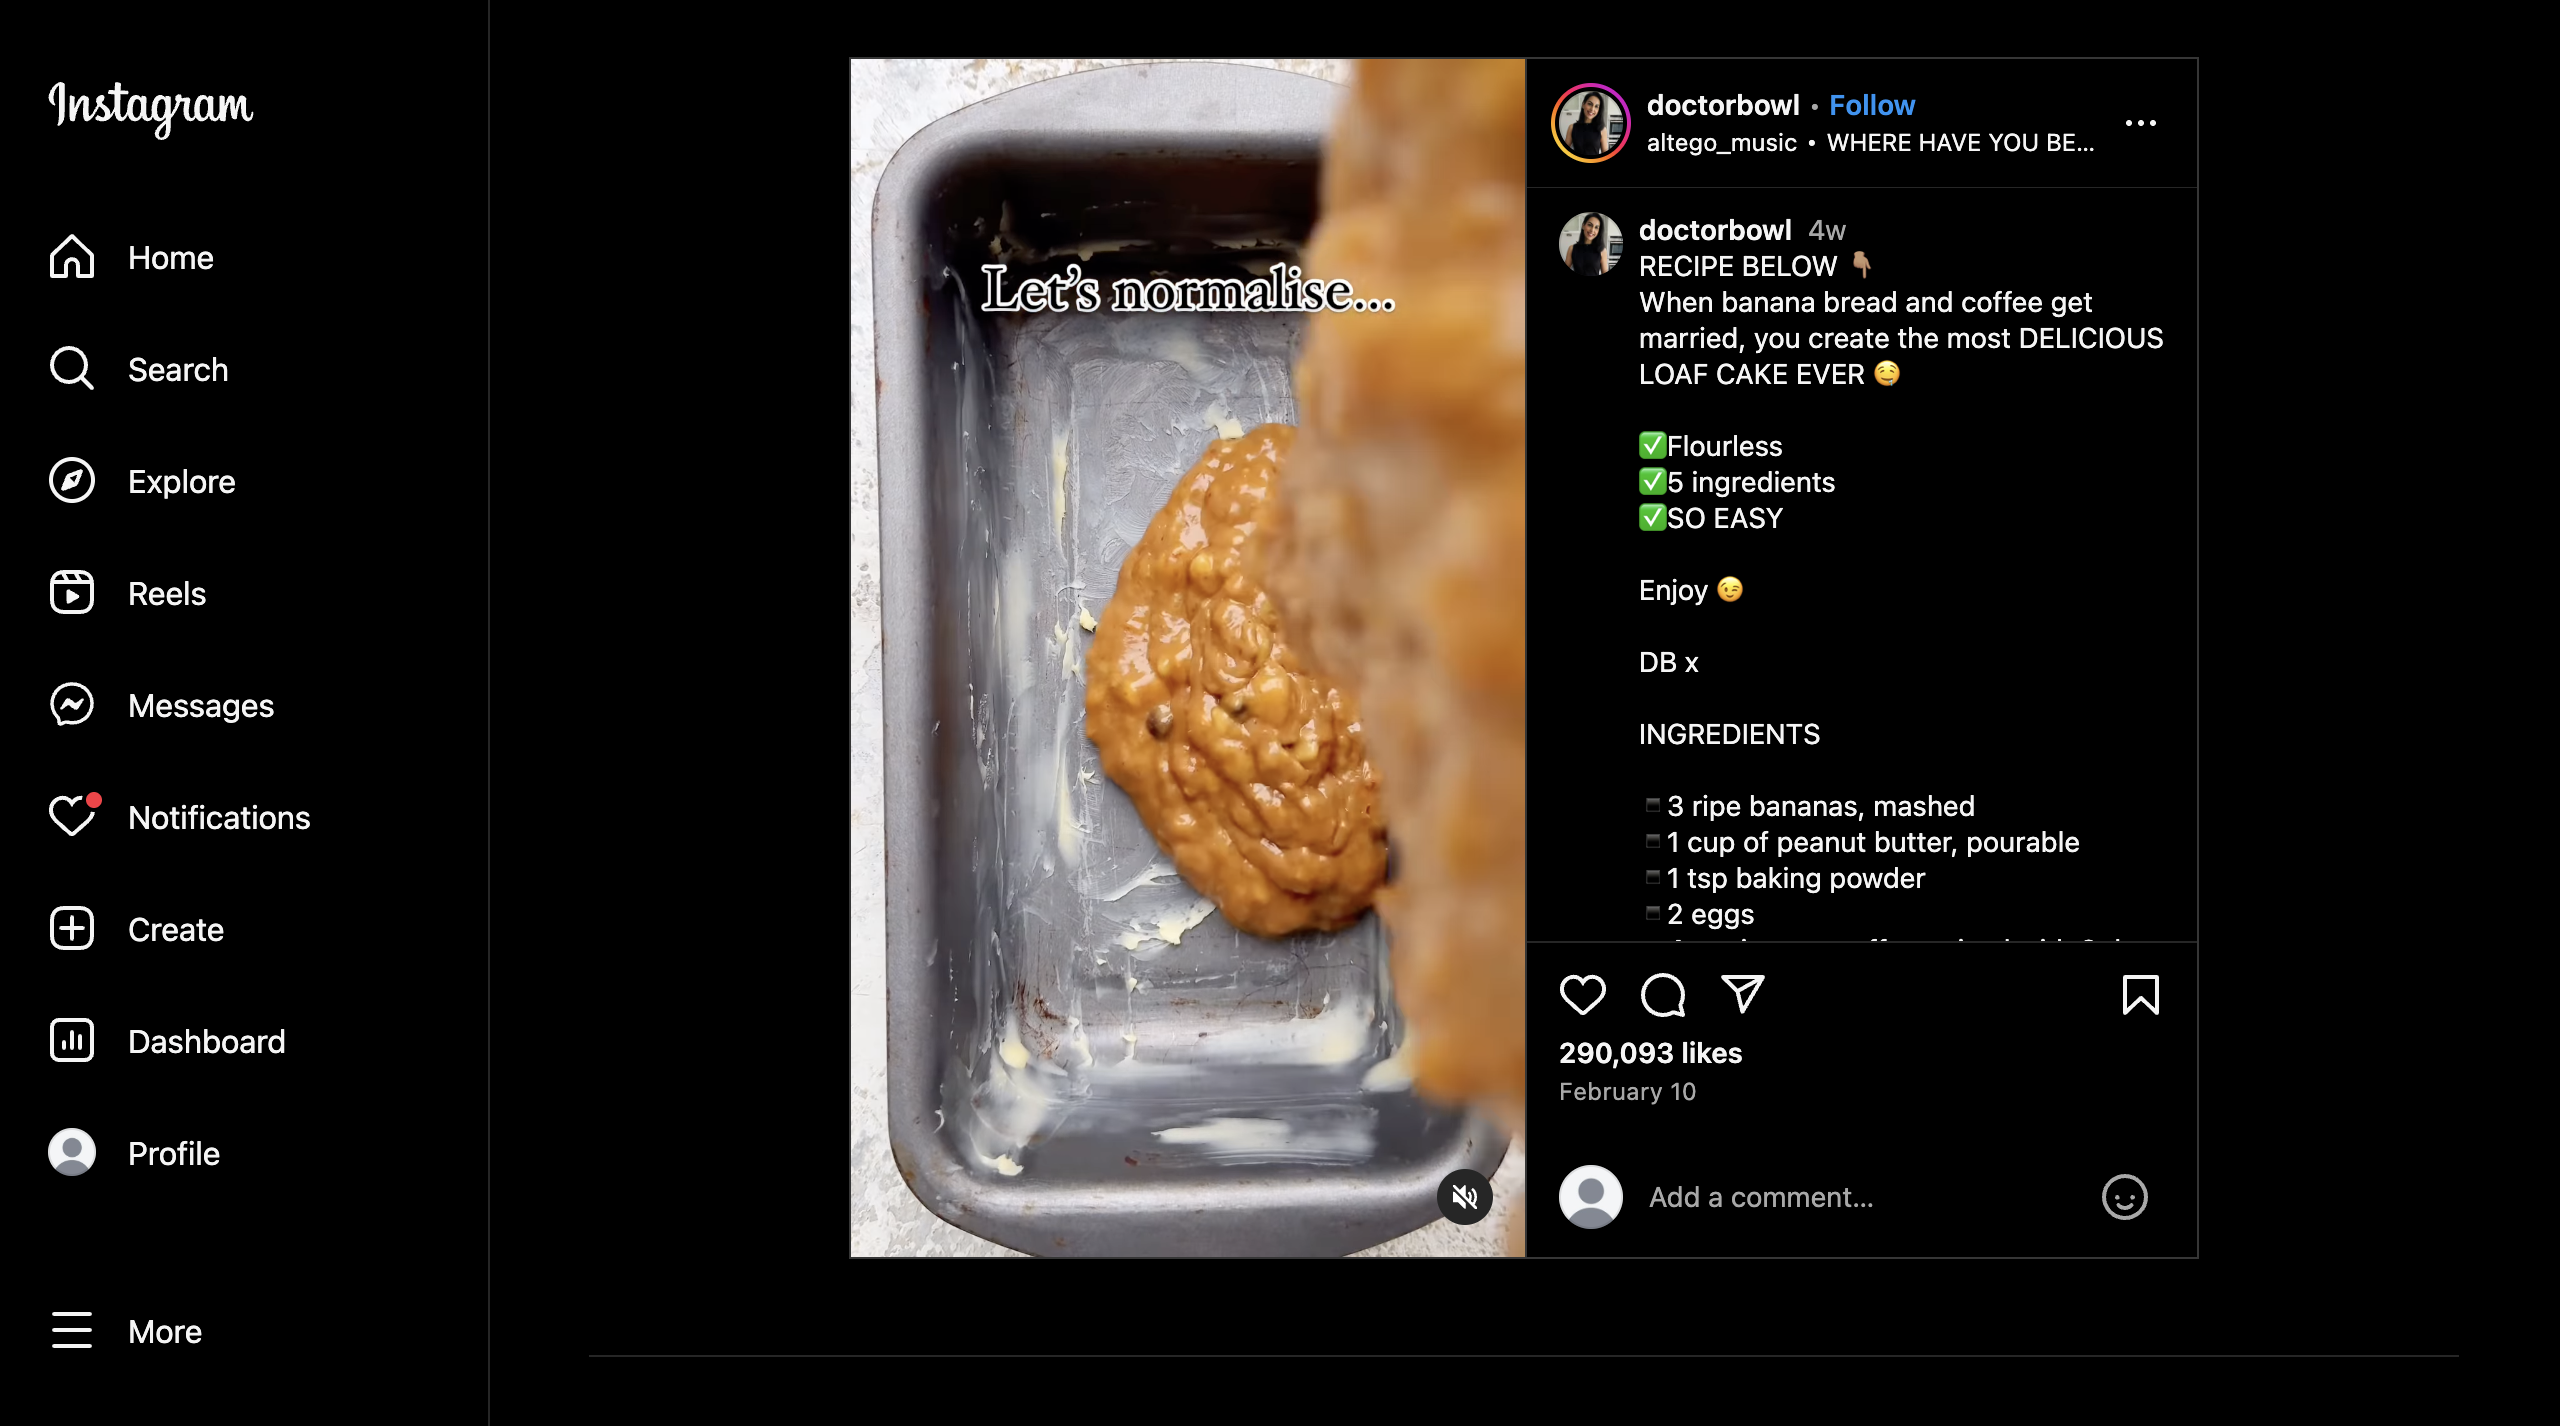 Instagram
Home
Search
Explore
Reels
Messages
Notifications
Create
Dashboard
Profile
More
Let's normalise...
doctorbowl • Follow
altego_music • WHERE HAVE YOU BE...
doctorbowl 4w
RECIPE BELOW 👇🏽
When banana bread and coffee get
married, you create the most DELICIOUS
LOAF CAKE EVER 🤤
✅Flourless
✅5 ingredients
✅SO EASY
Enjoy 😉
DB x
INGREDIENTS
▪️3 ripe bananas, mashed
▪️1 cup of peanut butter, pourable
▪️1 tsp baking powder
▪️2 eggs
290,093 likes
February 10
Add a comment...